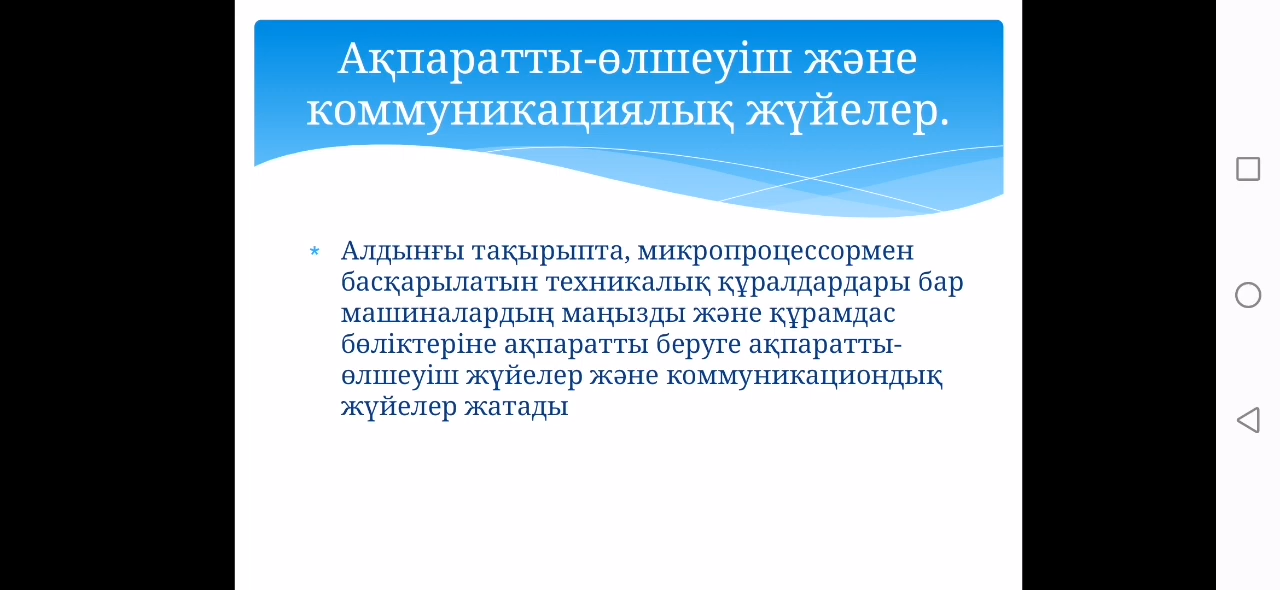 Ақпаратты-өлшеуіш және
коммуникациялық жүйелер.
* Алдынғы тақырыпта, микропроцессормен
басқарылатын техникалық құралдардары бар
машиналардың маңызды және құрамдас
бөліктеріне ақпаратты беруге ақпаратты-
өлшеуіш жүйелер және коммуникациондық
жүйелер жатады